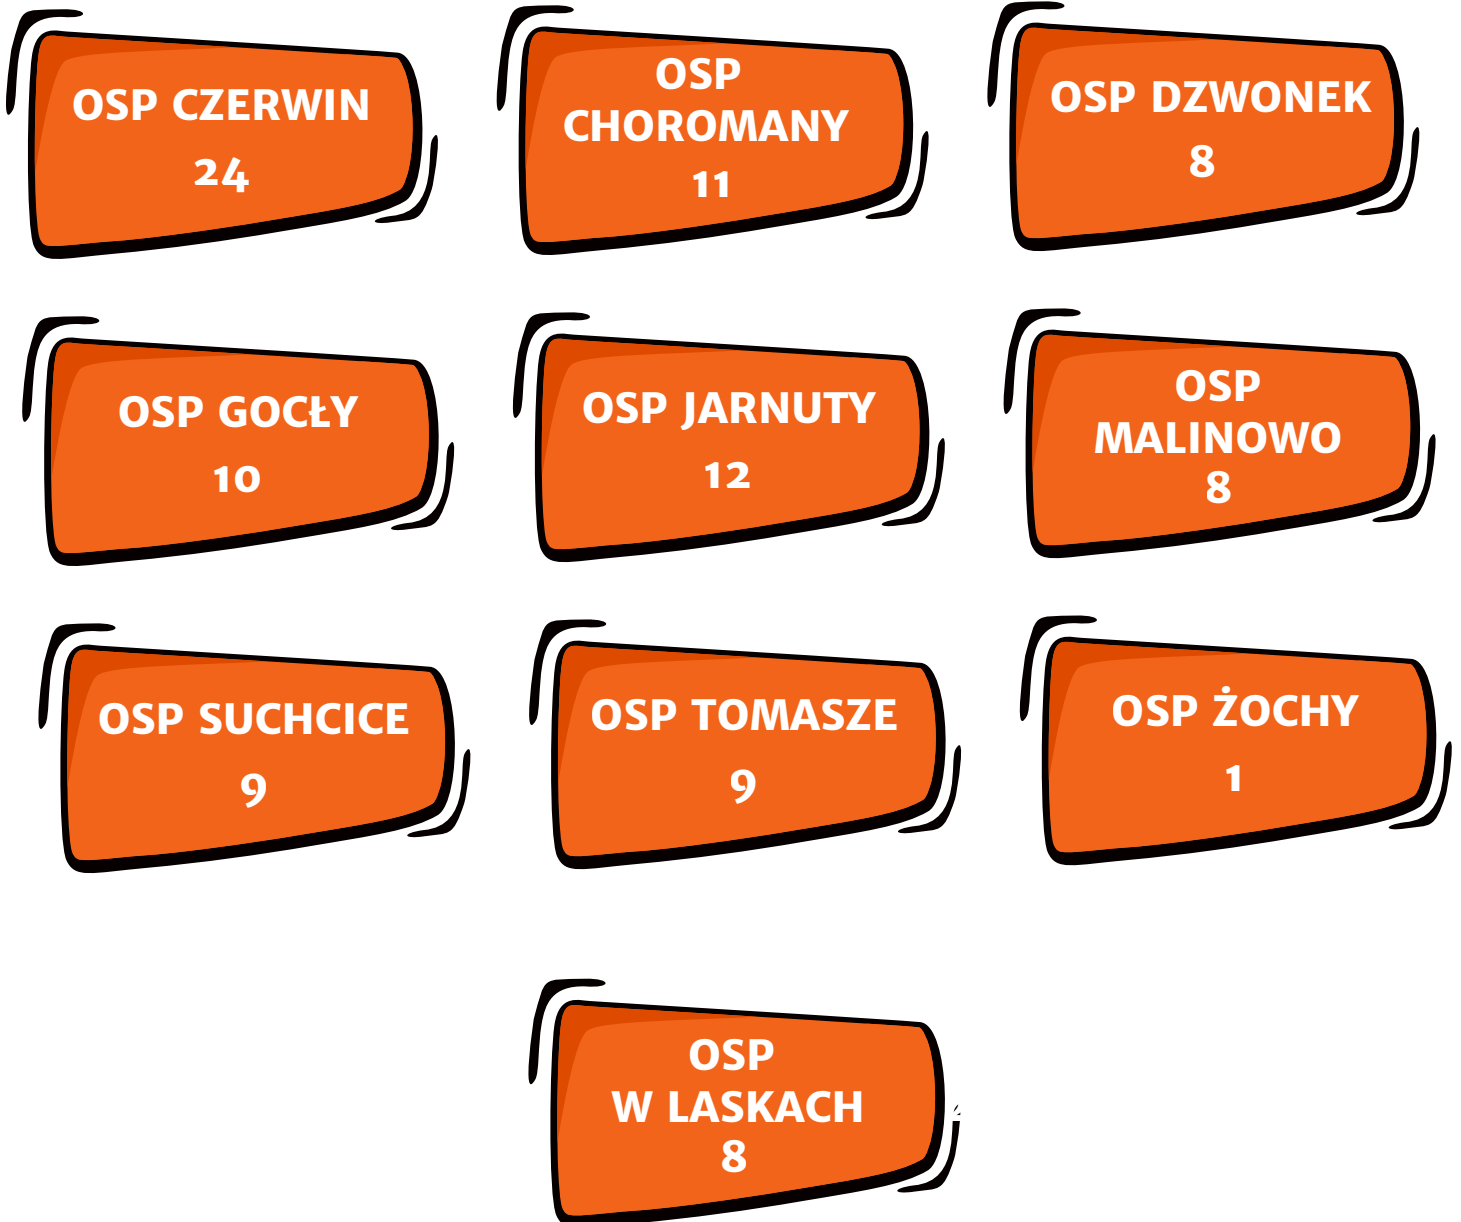 OSP CZERWIN
24
OSP
CHOROMANY
11
OSP DZWONEK
8
OSP GOCŁY
10
OSP JARNUTY
12
OSP
MALINOWO
8
OSP SUCHCICE
9
OSP TOMASZE
9
OSP ŻOCHY
1
OSP
W LASKACH
8